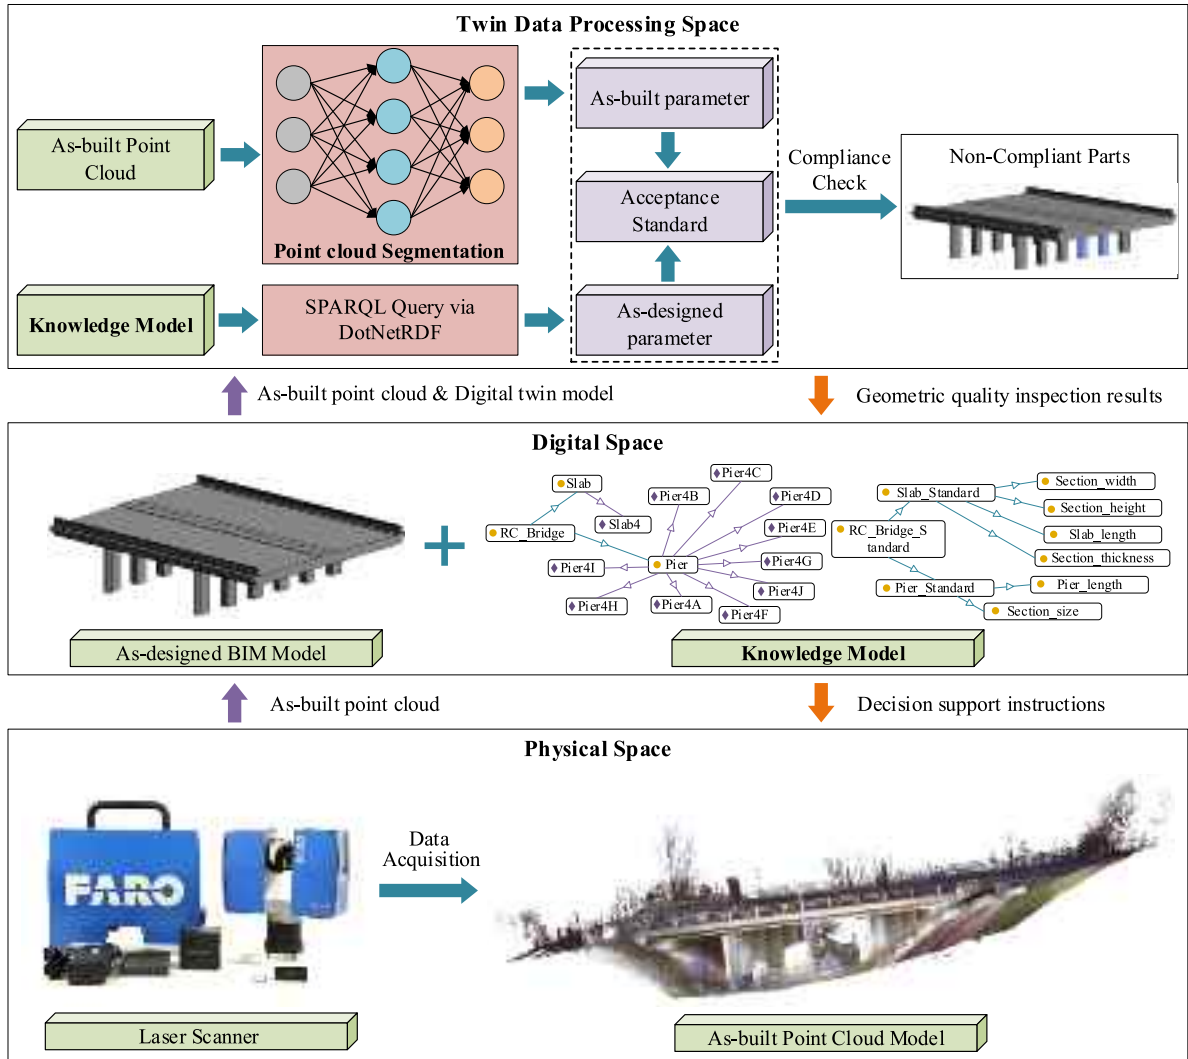 Twin Data Processing Space
As-built Point
Cloud
Point cloud Segmentation
As-built parameter
Acceptance
Standard
Compliance
Check
Non-Compliant Parts
Knowledge Model
SPARQL Query via
DotNetRDF
As-designed
parameter
As-built point cloud & Digital twin model
Geometric quality inspection results
Digital Space
Slab
Slab4
RC_Bridge
Pier
Pier4B
Pier4C
Pier4D
Pier4E
Pier4G
Pier4J
Pier4F
Pier4A
Pier4H
Pier4I
Slab_Standard
RC_Bridge_S
tandard
Pier_Standard
Section_width
Section_height
Slab_length
Section_thickness
Pier_length
Section_size
As-designed BIM Model
Knowledge Model
As-built point cloud
Decision support instructions
Physical Space
FARO
Data
Acquisition
Laser Scanner
As-built Point Cloud Model